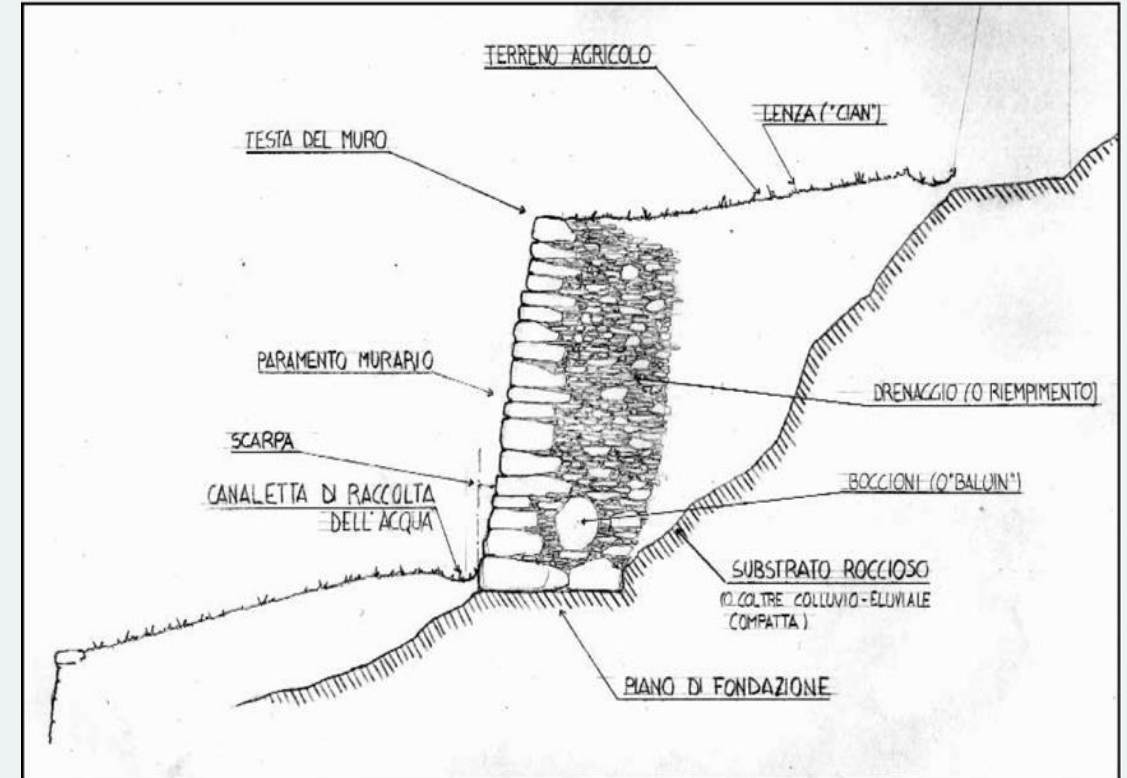 TERRENO AGRICOLO
LENZA ("CIAN")
TESTA DEL MURO
PARAMENTO MURARIO
DRENAGGIO (O RIEMPIMENTO)
SCARPA
CANALETTA DI RACCOLTA
DELL'ACQUA
BOCCIONI (O "BALUIN")
SUBSTRATO ROCCIOSO
(O COLTRE COLLUVIO-ELUVIALE
COMPATTA)
PIANO DI FONDAZIONE